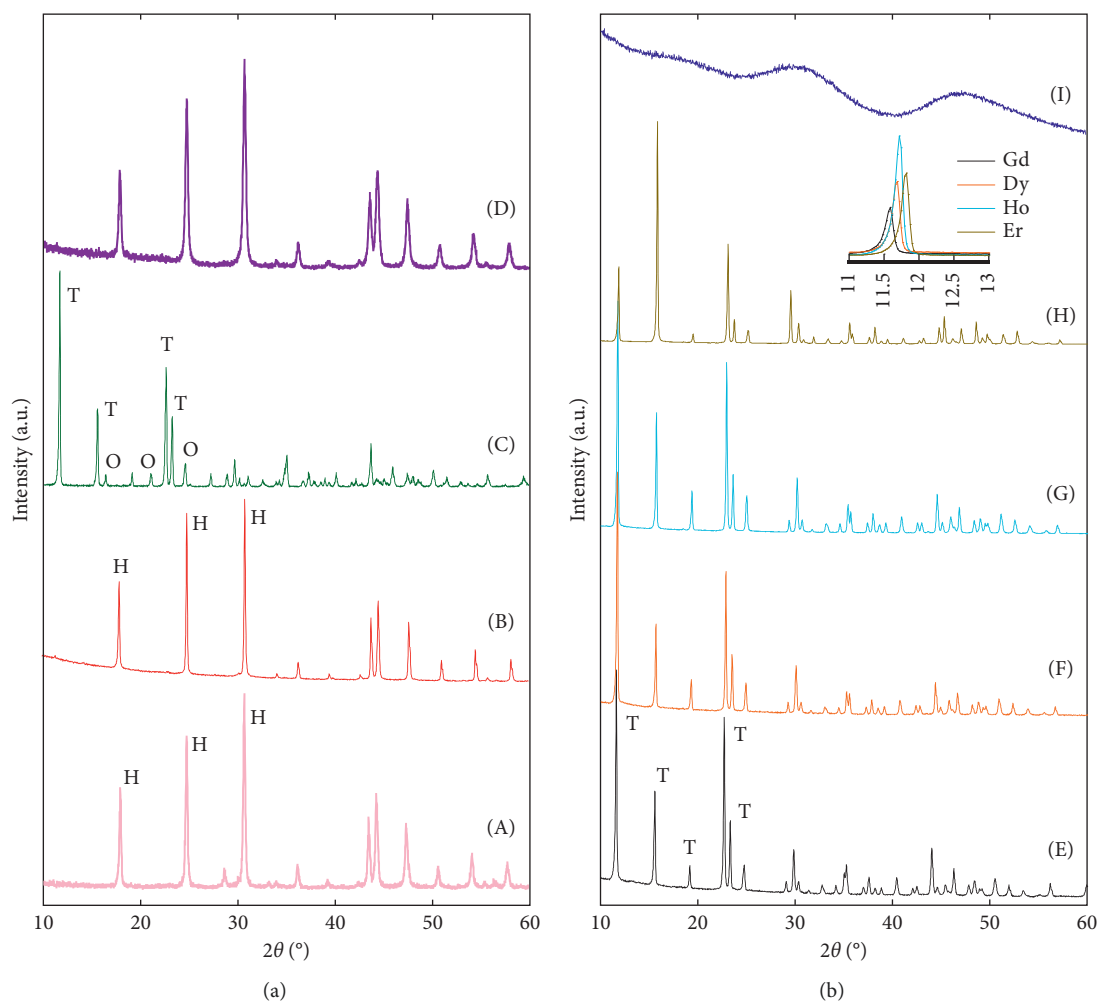 Intensity (a.u.)
(D)
T
T
T
T
O
O
O
(C)
H
H
H
(B)
H
H
H
(A)
10
20
30
40
50
60
2θ (°)
(a)
Intensity (a.u.)
(I)
Gd
Dy
Ho
Er
11
11.5
12
12.5
13
(H)
(G)
(F)
T
T
T
T
T
(E)
10
20
30
40
50
60
2θ (°)
(b)